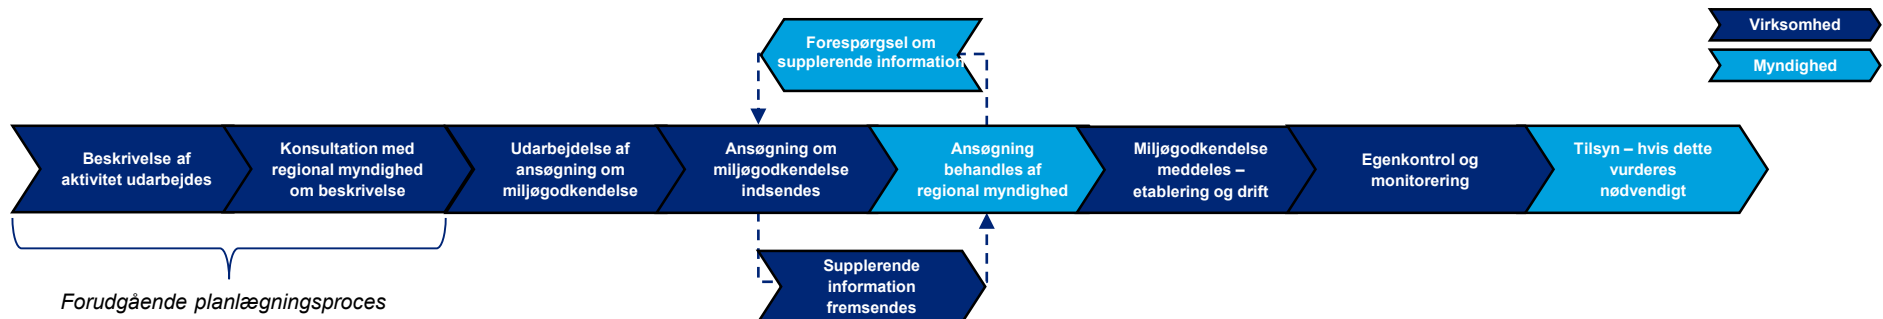 Forespørgsel om
supplerende information
Virksomhed
Myndighed
Beskrivelse af
aktivitet udarbejdes
Konsultation med
regional myndighed
om beskrivelse
Udarbejdelse af
ansøgning om
miljøgodkendelse
Ansøgning om
miljøgodkendelse
indsendes
Ansøgning
behandles af
regional myndighed
Miljøgodkendelse
meddeles –
etablering og drift
Egenkontrol og
monitorering
Tilsyn – hvis dette
vurderes
nødvendigt
Supplerende
information
fremsendes
Forudgående planlægningsproces